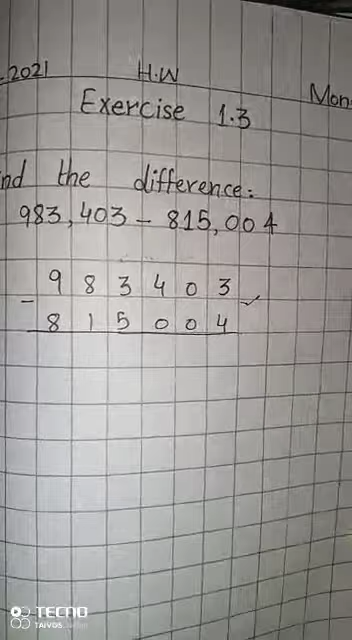 2021 H.W
Mon
Exercise 1.3
nd the difference:
983,403 - 815,004
9 8 3 4 0 3
- 8 1 5 0 0 4
TECNO
TAIVOS